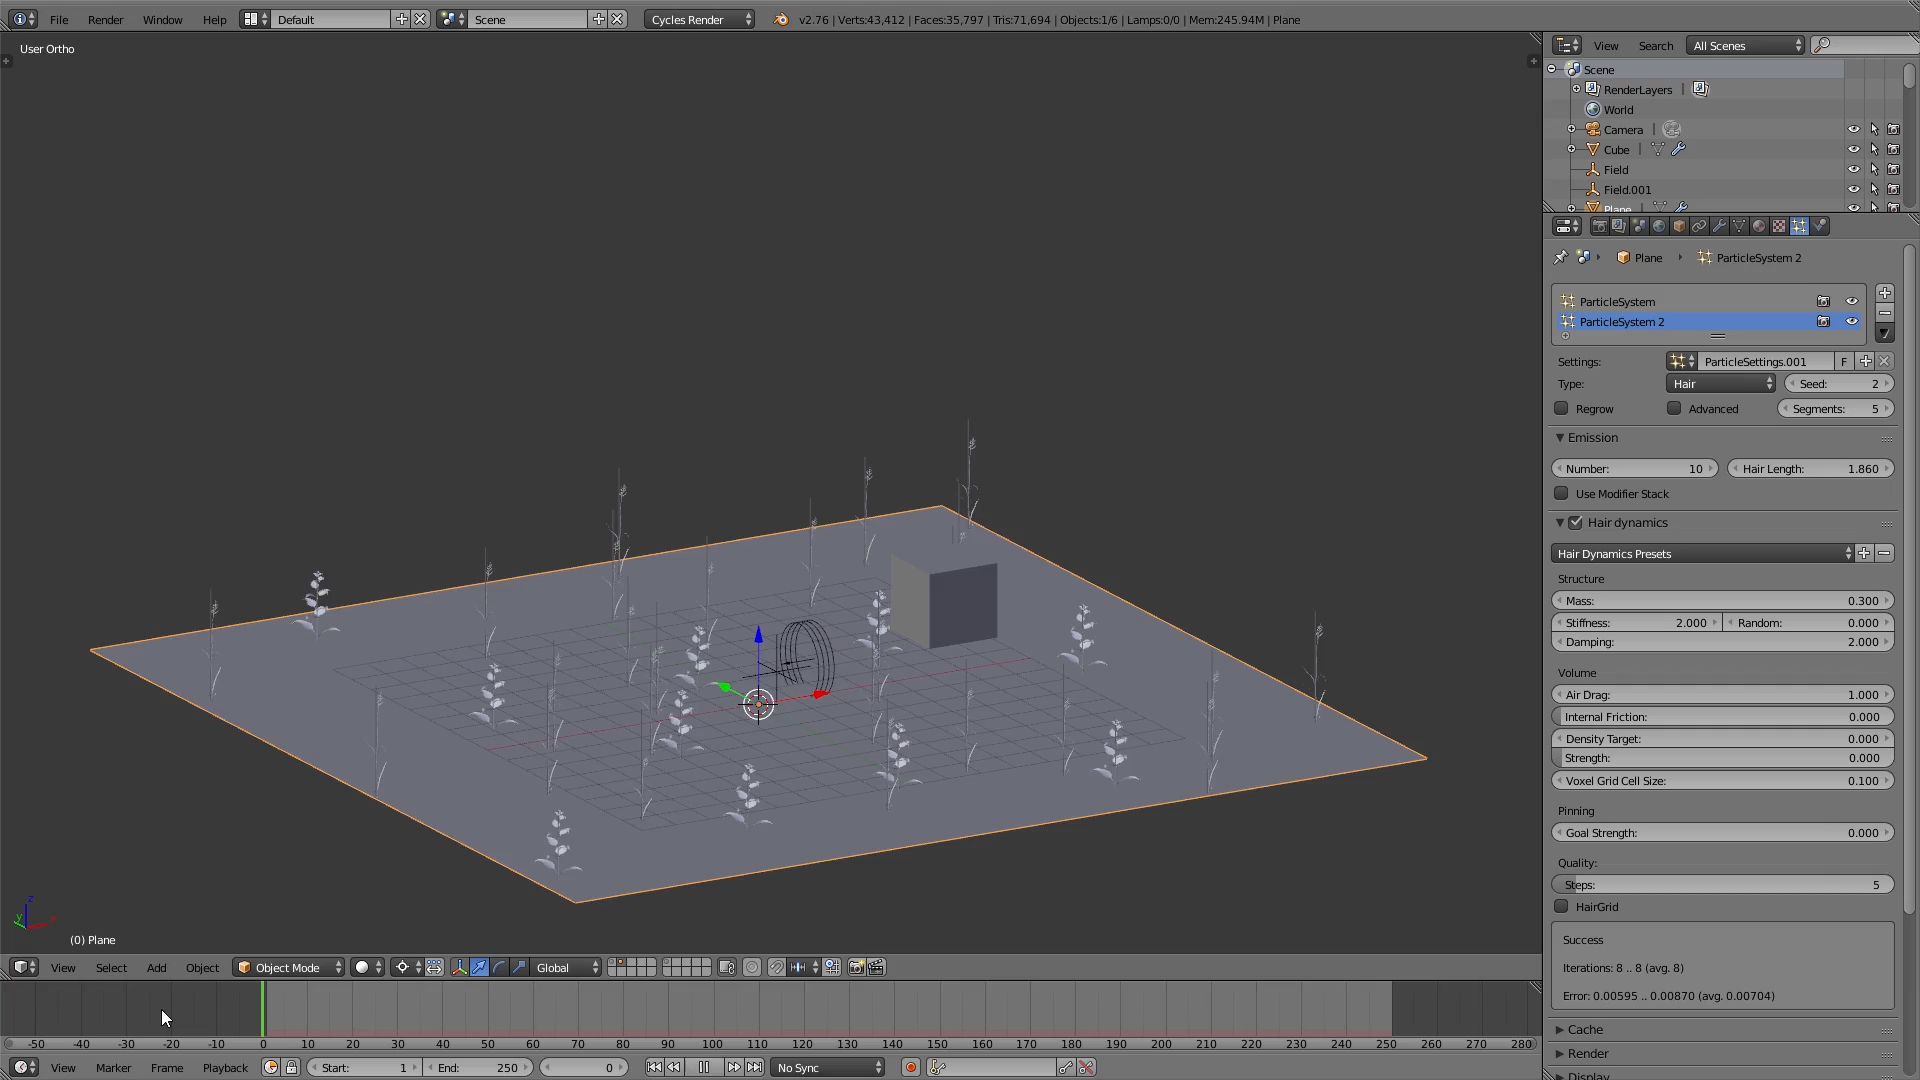 File Render Window Help Default Scene Cycles Render v2.76 | Verts:43,412 | Faces:35,797 | Tris:71,694 | Objects:1/6 | Lamps:0/0 | Mem:245.94M | Plane
User Ortho
View Search All Scenes
Scene
RenderLayers
World
Camera
Cube
Field
Field.001
Plane
Plane ParticleSystem 2
ParticleSystem
ParticleSystem 2
Settings: ParticleSettings.001 F
Type: Hair Seed: 2
Regrow Advanced Segments: 5
Emission
Number: 10 Hair Length: 1.860
Use Modifier Stack
Hair dynamics
Hair Dynamics Presets
Structure
Mass: 0.300
Stiffness: 2.000 Random: 0.000
Damping: 2.000
Volume
Air Drag: 1.000
Internal Friction: 0.000
Density Target: 0.000
Strength: 0.000
Voxel Grid Cell Size: 0.100
Pinning
Goal Strength: 0.000
Quality:
Steps: 5
HairGrid
Success
Iterations: 8 .. 8 (avg. 8)
Error: 0.00595 .. 0.00870 (avg. 0.00704)
Cache
Render
Display
z
y
x
(0) Plane
View Select Add Object Object Mode Global
-50 -40 -30 -20 -10 0 10 20 30 40 50 60 70 80 90 100 110 120 130 140 150 160 170 180 190 200 210 220 230 240 250 260 270 280
View Marker Frame Playback Start: 1 End: 250 0 No Sync